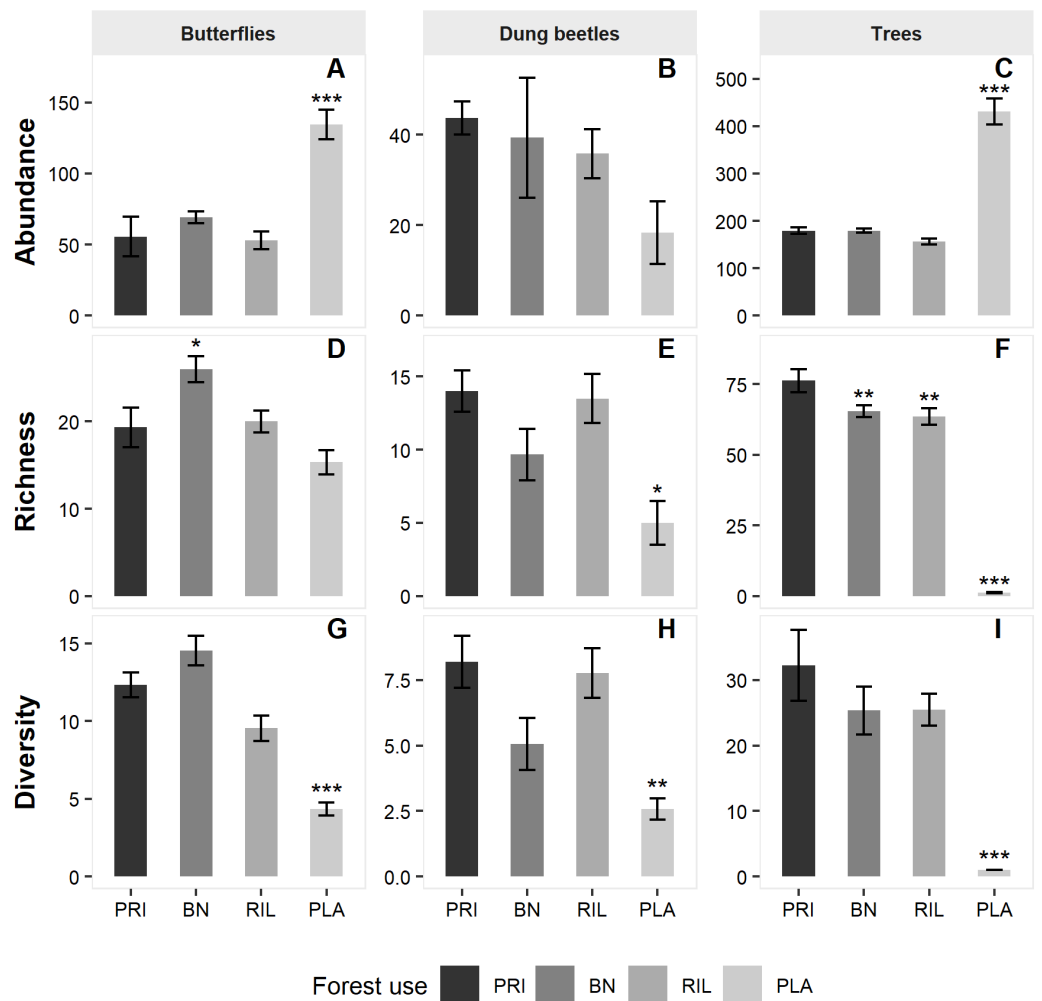 Butterflies Dung beetles Trees
Abundance
A
***
150
100
50
0
B
40
20
0
C
***
500
400
300
200
100
0
Richness
D
*
20
10
0
E
*
15
10
5
0
F
** **
***
75
50
25
0
Diversity
G
***
15
10
5
0
H
**
7.5
5.0
2.5
0.0
I
***
30
20
10
0
PRI BN RIL PLA
PRI BN RIL PLA
PRI BN RIL PLA
Forest use PRI BN RIL PLA